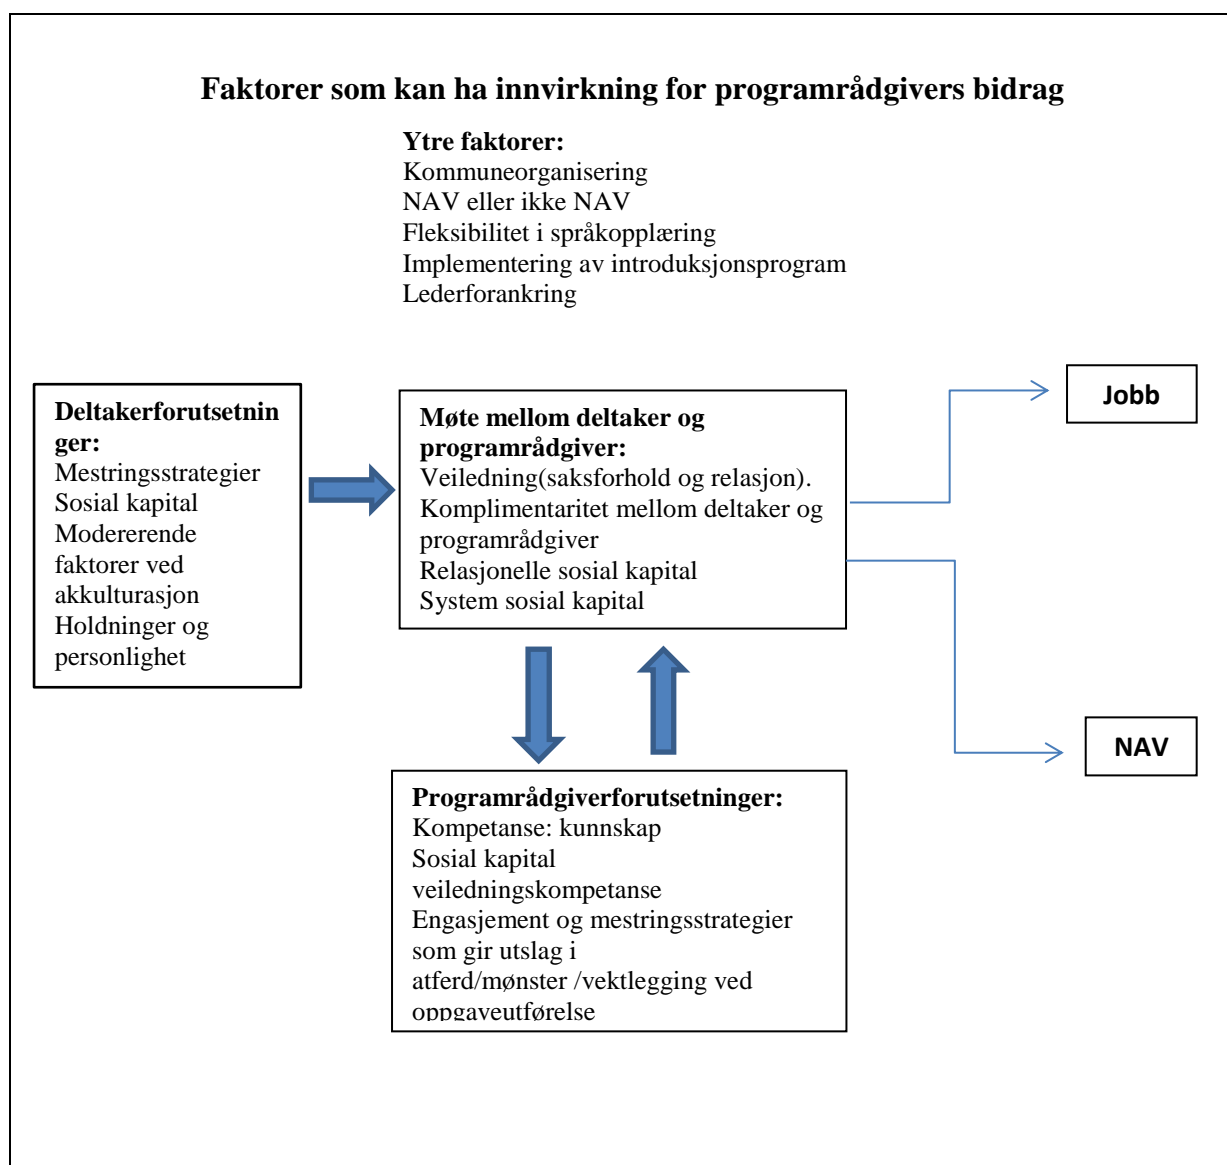 Faktorer som kan ha innvirkning for programrådgivers bidrag
Ytre faktorer:
Kommuneorganisering
NAV eller ikke NAV
Fleksibilitet i språkopplæring
Implementering av introduksjonsprogram
Lederforankring
Deltakerforutsetnin
ger:
Mestringsstrategier
Sosial kapital
Modererende
faktorer ved
akkulturasjon
Holdninger og
personlighet
Møte mellom deltaker og
programrådgiver:
Veiledning(saksforhold og relasjon).
Komplimentaritet mellom deltaker og
programrådgiver
Relasjonelle sosial kapital
System sosial kapital
Jobb
NAV
Programrådgiverforutsetninger:
Kompetanse: kunnskap
Sosial kapital
veiledningskompetanse
Engasjement og mestringsstrategier
som gir utslag i
atferd/mønster /vektlegging ved
oppgaveutførelse